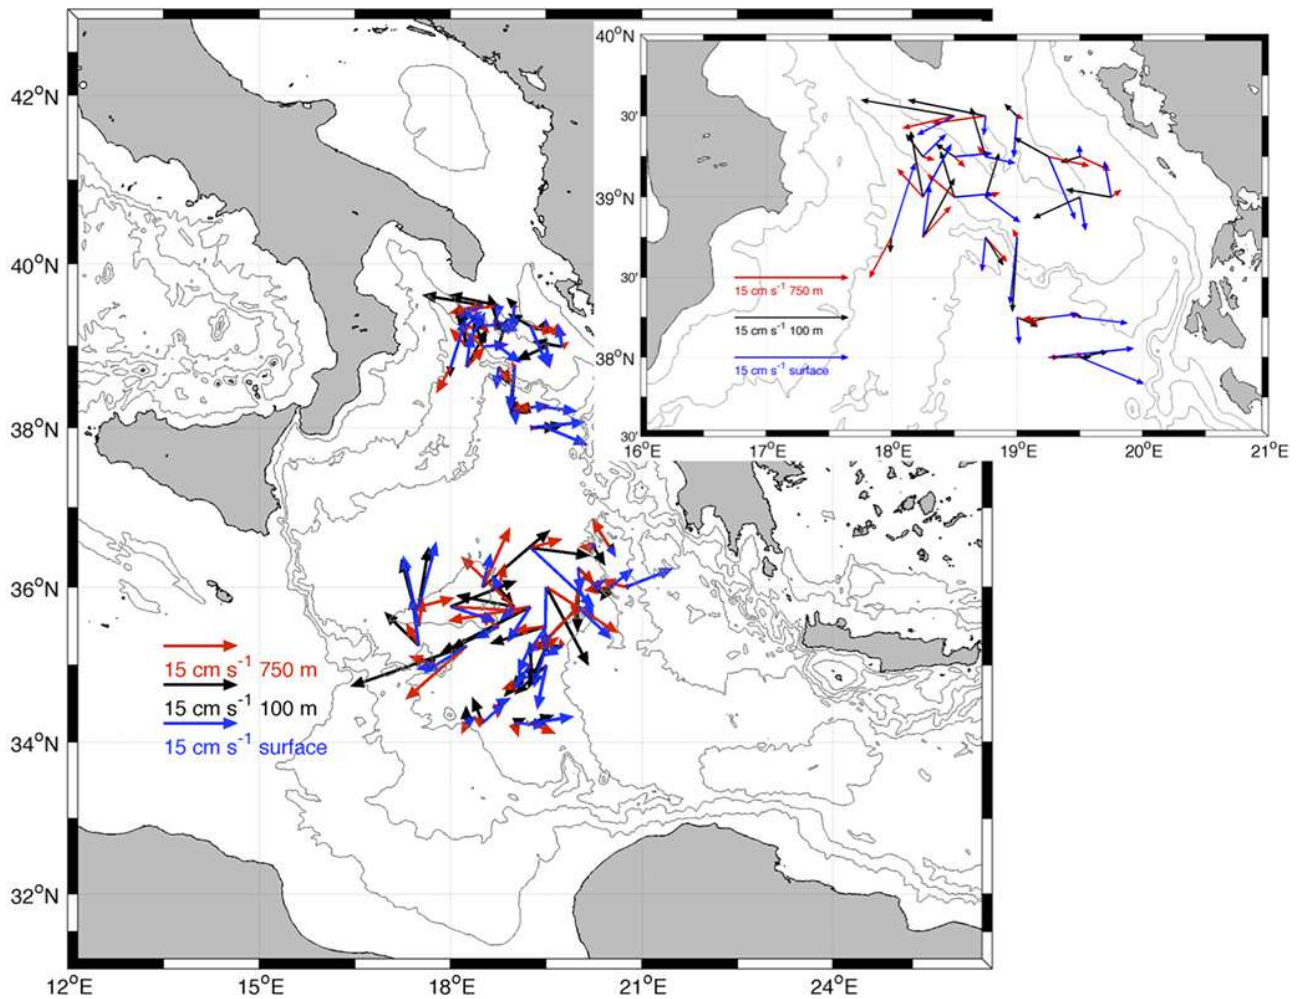 42°N
40°N
38°N
36°N
34°N
32°N
12°E
15°E
18°E
21°E
24°E
15 cm s⁻¹ 750 m
15 cm s⁻¹ 100 m
15 cm s⁻¹ surface
40°N
30'
39°N
30'
38°N
30'
16°E
17°E
18°E
19°E
20°E
21°E
15 cm s⁻¹ 750 m
15 cm s⁻¹ 100 m
15 cm s⁻¹ surface